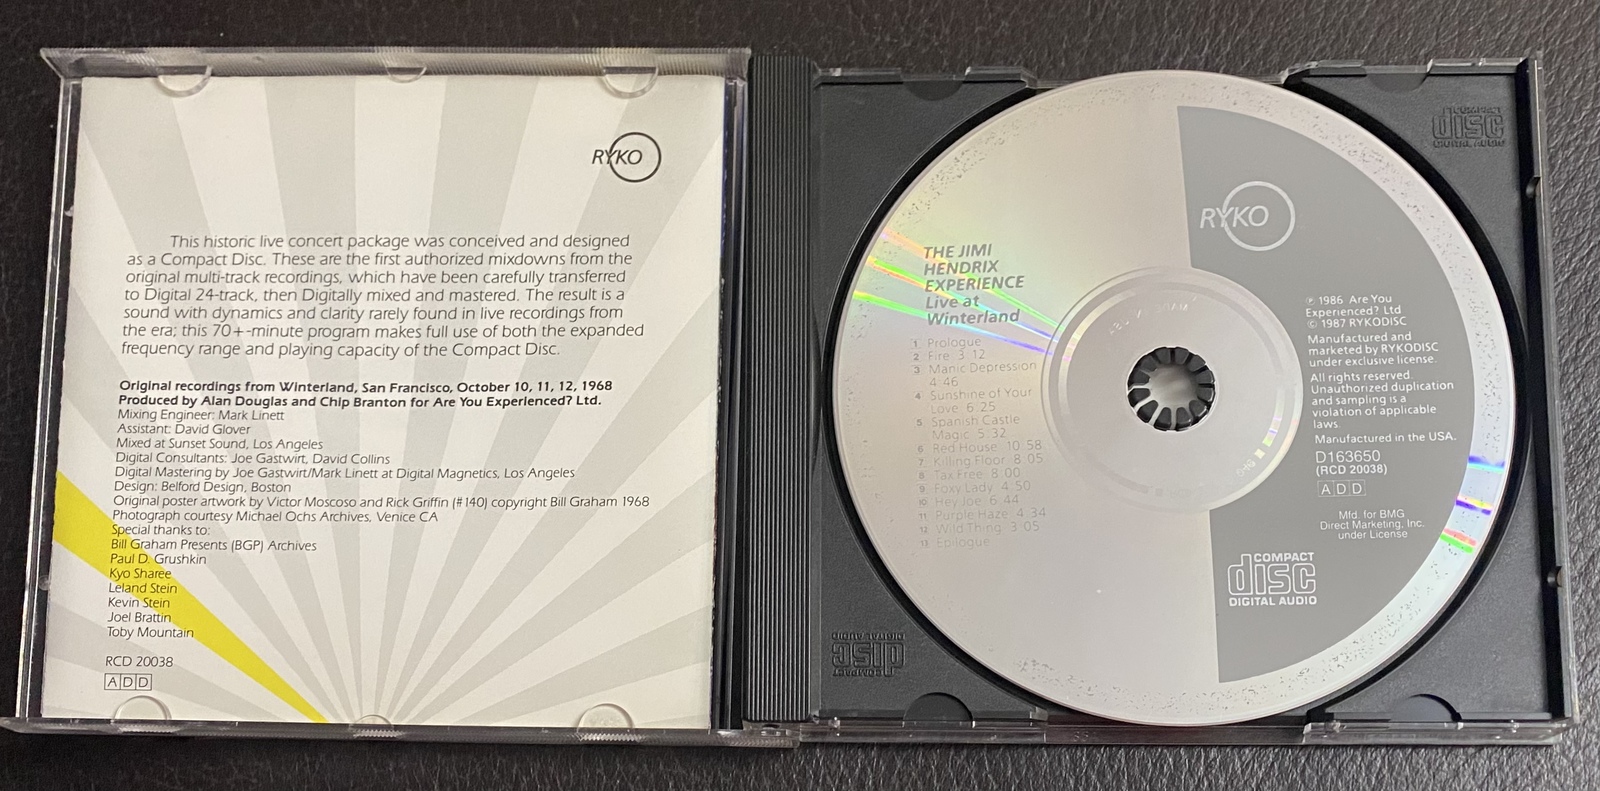 RYKO
This historic live concert package was conceived and designed
as a Compact Disc. These are the first authorized mixdowns from the
original multi-track recordings, which have been carefully transferred
to Digital 24-track, then Digitally mixed and mastered. The result is a
sound with dynamics and clarity rarely found in live recordings from
the era; this 70+-minute program makes full use of both the expanded
frequency range and playing capacity of the Compact Disc.
Original recordings from Winterland, San Francisco, October 10, 11, 12, 1968
Produced by Alan Douglas and Chip Branton for Are You Experienced? Ltd.
Mixing Engineer: Mark Linett
Assistant: David Glover
Mixed at Sunset Sound, Los Angeles
Digital Consultants: Joe Gastwirt, David Collins
Digital Mastering by Joe Gastwirt/Mark Linett at Digital Magnetics, Los Angeles
Design: Belford Design, Boston
Original poster artwork by Victor Moscoso and Rick Griffin (#140) copyright Bill Graham 1968
Photograph courtesy Michael Ochs Archives, Venice CA
Special thanks to:
Bill Graham Presents (BGP) Archives
Paul D. Grushkin
Kyo Sharee
Leland Stein
Kevin Stein
Joel Brattin
Toby Mountain
RCD 20038
ADD
THE JIMI
HENDRIX
EXPERIENCE
Live at
Winterland
1 Prologue
2 Fire 3:12
3 Manic Depression
4:46
4 Sunshine of Your
Love 6:25
5 Spanish Castle
Magic 5:32
6 Red House 10:58
7 Killing Floor 8:05
8 Tax Free 8:00
9 Foxy Lady 4:50
10 Hey Joe 6:44
11 Purple Haze 4:34
12 Wild Thing 3:05
13 Epilogue
RYKO
℗ 1986 Are You
Experienced? Ltd
© 1987 RYKODISC
Manufactured and
marketed by RYKODISC
under exclusive license.
All rights reserved
Unauthorized duplication
and sampling is a
violation of applicable
laws.
Manufactured in the USA.
D163650
(RCD 20038)
ADD
Mfd. for BMG
Direct Marketing, Inc.
under License
COMPACT
disc
DIGITAL AUDIO
COMPACT
disc
DIGITAL AUDIO
COMPACT
disc
DIGITAL AUDIO